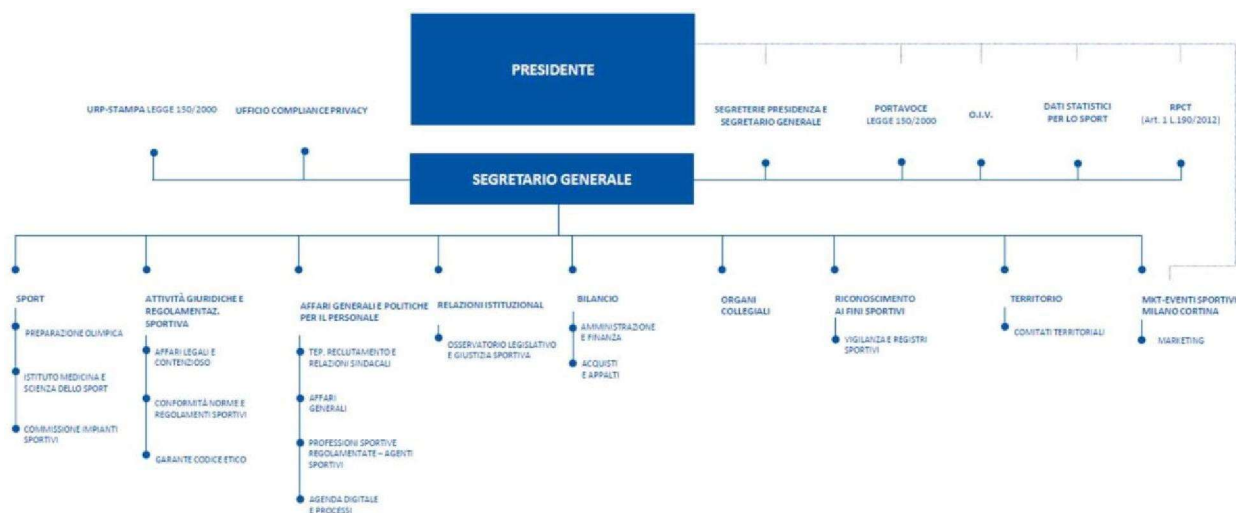 PRESIDENTE
URP-STAMPA LEGGE 150/2000
UFFICIO COMPLIANCE PRIVACY
SEGRETERIE PRESIDENZA E
SEGRETARIO GENERALE
PORTAVOCE
LEGGE 150/2000
O.I.V.
DATI STATISTICI
PER LO SPORT
RPCT
(Art. 1 L.190/2012)
SEGRETARIO GENERALE
SPORT
PREPARAZIONE OLIMPICA
ISTITUTO MEDICINA E
SCIENZA DELLO SPORT
COMMISSIONE IMPIANTI
SPORTIVI
ATTIVITÀ GIURIDICHE E
REGOLAMENTAZ.
SPORTIVA
AFFARI LEGALI E
CONTENZIOSO
CONFORMITÀ NORME E
REGOLAMENTI SPORTIVI
GARANTE CODICE ETICO
AFFARI GENERALI E POLITICHE
PER IL PERSONALE
TEP, RECLUTAMENTO E
RELAZIONI SINDACALI
AFFARI
GENERALI
PROFESSIONI SPORTIVE
REGOLAMENTATE – AGENTI
SPORTIVI
AGENDA DIGITALE
E PROCESSI
RELAZIONI ISTITUZIONAL
OSSERVATORIO LEGISLATIVO
E GIUSTIZIA SPORTIVA
BILANCIO
AMMINISTRAZIONE
E FINANZA
ACQUISTI
E APPALTI
ORGANI
COLLEGIALI
RICONOSCIMENTO
AI FINI SPORTIVI
VIGILANZA E REGISTRI
SPORTIVI
TERRITORIO
COMITATI TERRITORIALI
MKT-EVENTI SPORTIVI
MILANO CORTINA
MARKETING